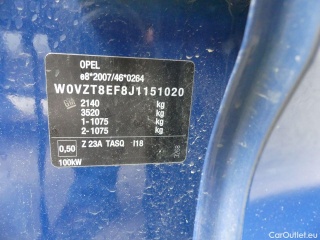 OPEL
e8*2007/46*0264
W0VZT8EF8J1151020
2140 kg
3520 kg
1-1075 kg
2-1075 kg
0,50 Z 23A TASQ I18
100kW
CarOutlet.eu